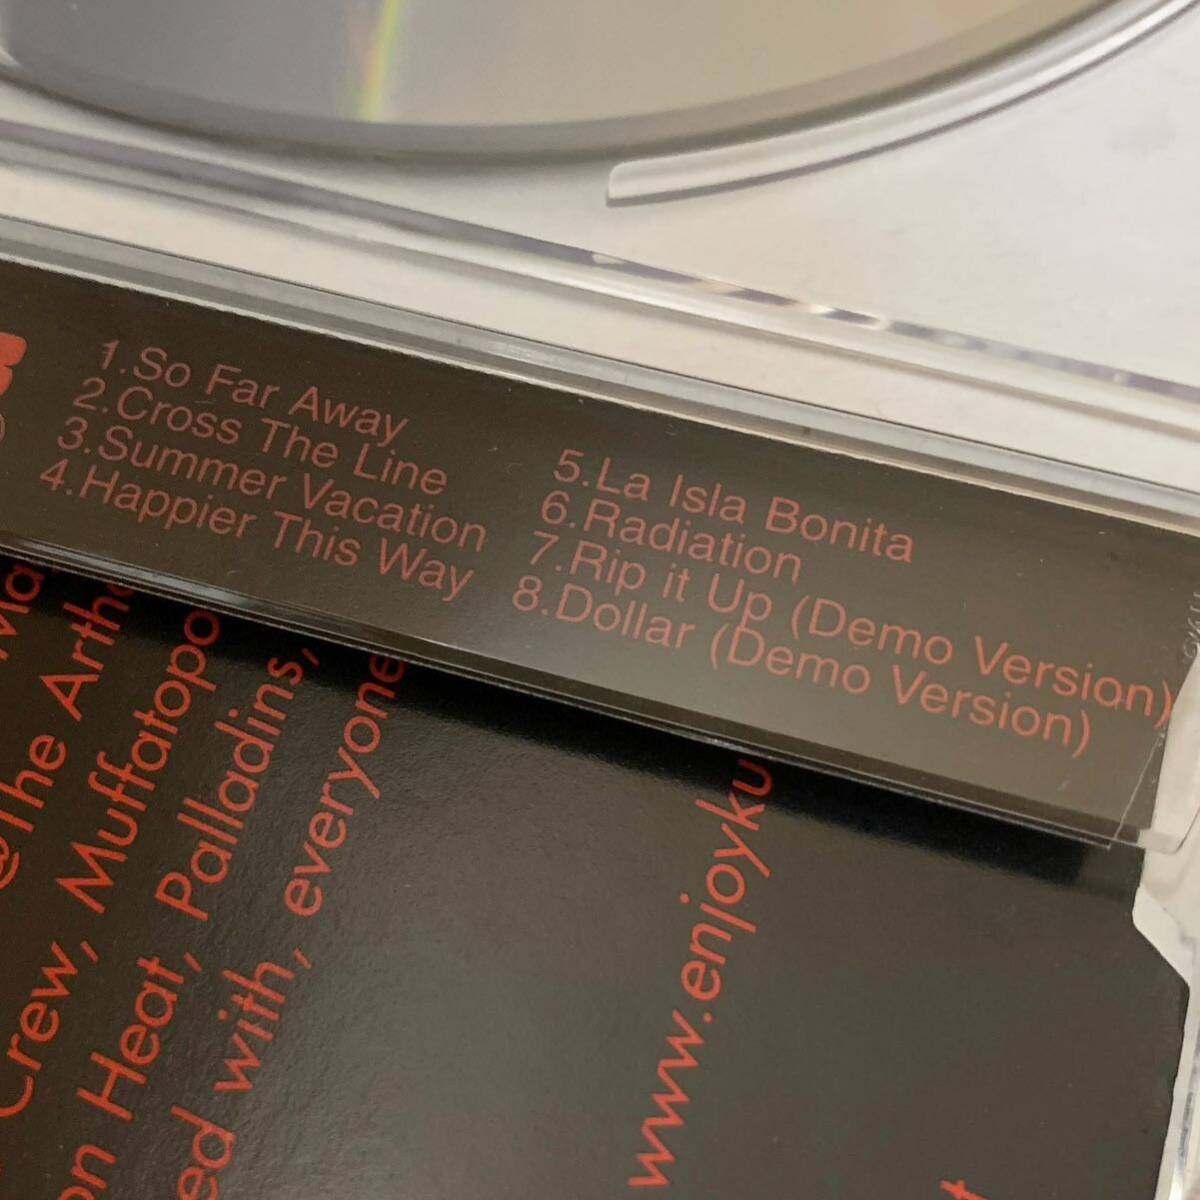 1.So Far Away
2.Cross The Line
3.Summer Vacation
4.Happier This Way
5.La Isla Bonita
6.Radiation
7.Rip it Up (Demo Version)
8.Dollar (Demo Version)
@The Arth
Crew, Muffatopo
on Heat, Palladins,
ed with, everyone
www.enjoyku